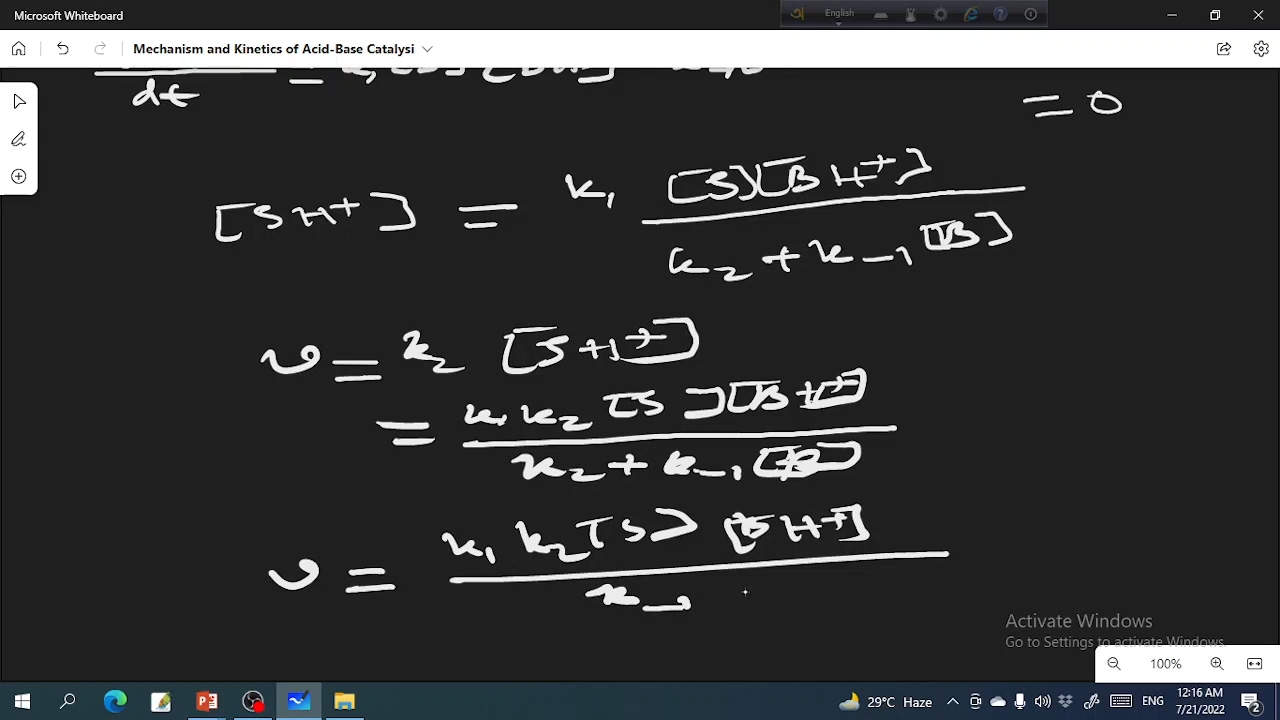 Microsoft Whiteboard
English
Mechanism and Kinetics of Acid-Base Catalysi
dt
= 0
[SH+] = k1 [S][BH+]
k2 + k-1[B]
v = k2 [SH+]
= k1 k2 [S][BH+]
k2 + k-1[B]
v = k1 k2 [S] [BH+]
k-1
Activate Windows
Go to Settings to activate Windows.
100%
29°C Haze
ENG
12:16 AM
7/21/2022
2